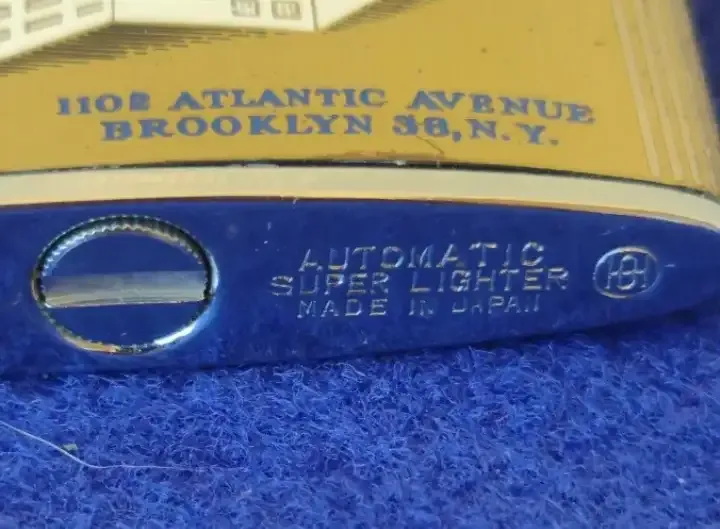 1102 ATLANTIC AVENUE
BROOKLYN 38, N.Y.
AUTOMATIC
SUPER LIGHTER
MADE IN JAPAN